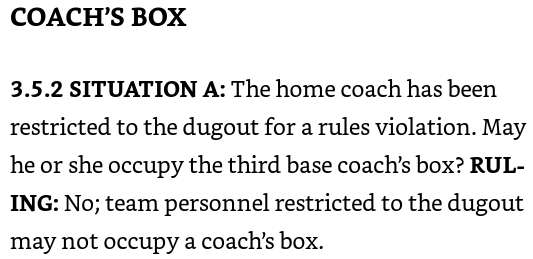 COACH’S BOX
3.5.2 SITUATION A: The home coach has been
restricted to the dugout for a rules violation. May
he or she occupy the third base coach’s box? RUL-
ING: No; team personnel restricted to the dugout
may not occupy a coach’s box.